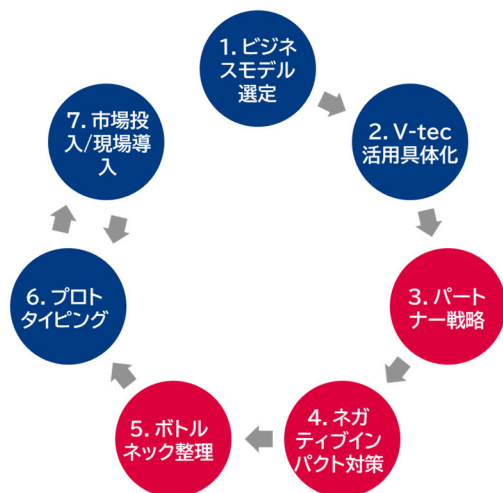 1. ビジネ
スモデル
選定
2. V-tec
活用具体化
3. パート
ナー戦略
4. ネガ
ティブイン
パクト対策
5. ボトル
ネック整理
6. プロト
タイピング
7. 市場投
入/現場導
入